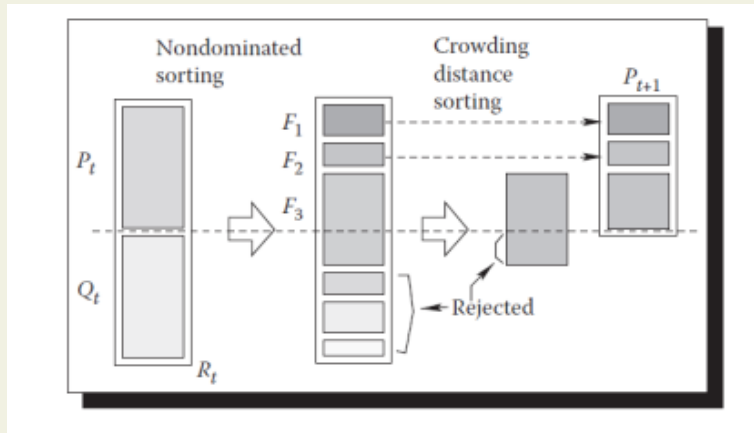 Nondominated
sorting
Crowding
distance
sorting
P_{t+1}
F_1
P_t
F_2
F_3
Q_t
Rejected
R_t